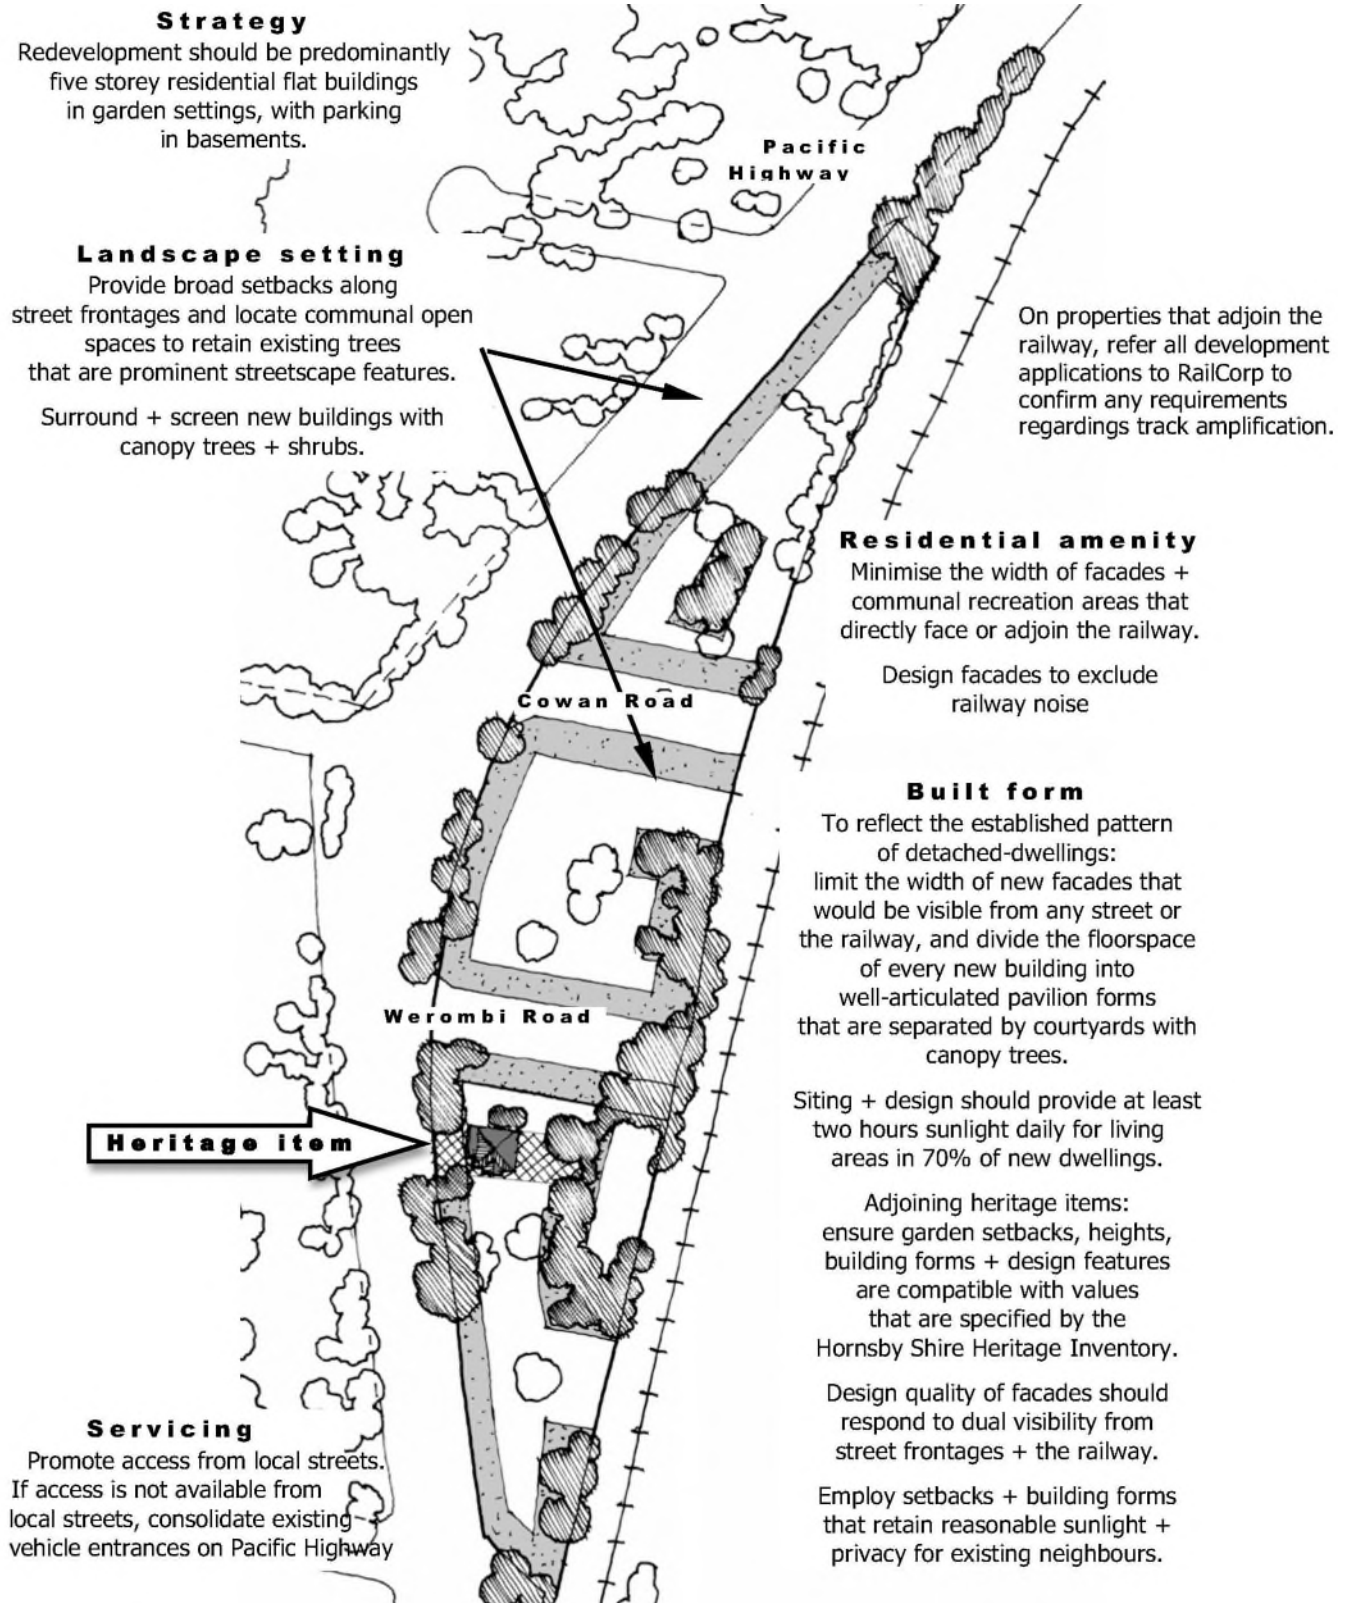 Strategy
Redevelopment should be predominantly
five storey residential flat buildings
in garden settings, with parking
in basements.
Pacific
Highway
Landscape setting
Provide broad setbacks along
street frontages and locate communal open
spaces to retain existing trees
that are prominent streetscape features.
Surround + screen new buildings with
canopy trees + shrubs.
On properties that adjoin the
railway, refer all development
applications to RailCorp to
confirm any requirements
regardings track amplification.
Residential amenity
Minimise the width of facades +
communal recreation areas that
directly face or adjoin the railway.
Design facades to exclude
railway noise
Cowan Road
Built form
To reflect the established pattern
of detached-dwellings:
limit the width of new facades that
would be visible from any street or
the railway, and divide the floorspace
of every new building into
well-articulated pavilion forms
that are separated by courtyards with
canopy trees.
Siting + design should provide at least
two hours sunlight daily for living
areas in 70% of new dwellings.
Adjoining heritage items:
ensure garden setbacks, heights,
building forms + design features
are compatible with values
that are specified by the
Hornsby Shire Heritage Inventory.
Design quality of facades should
respond to dual visibility from
street frontages + the railway.
Employ setbacks + building forms
that retain reasonable sunlight +
privacy for existing neighbours.
Werombi Road
Heritage item
Servicing
Promote access from local streets.
If access is not available from
local streets, consolidate existing
vehicle entrances on Pacific Highway